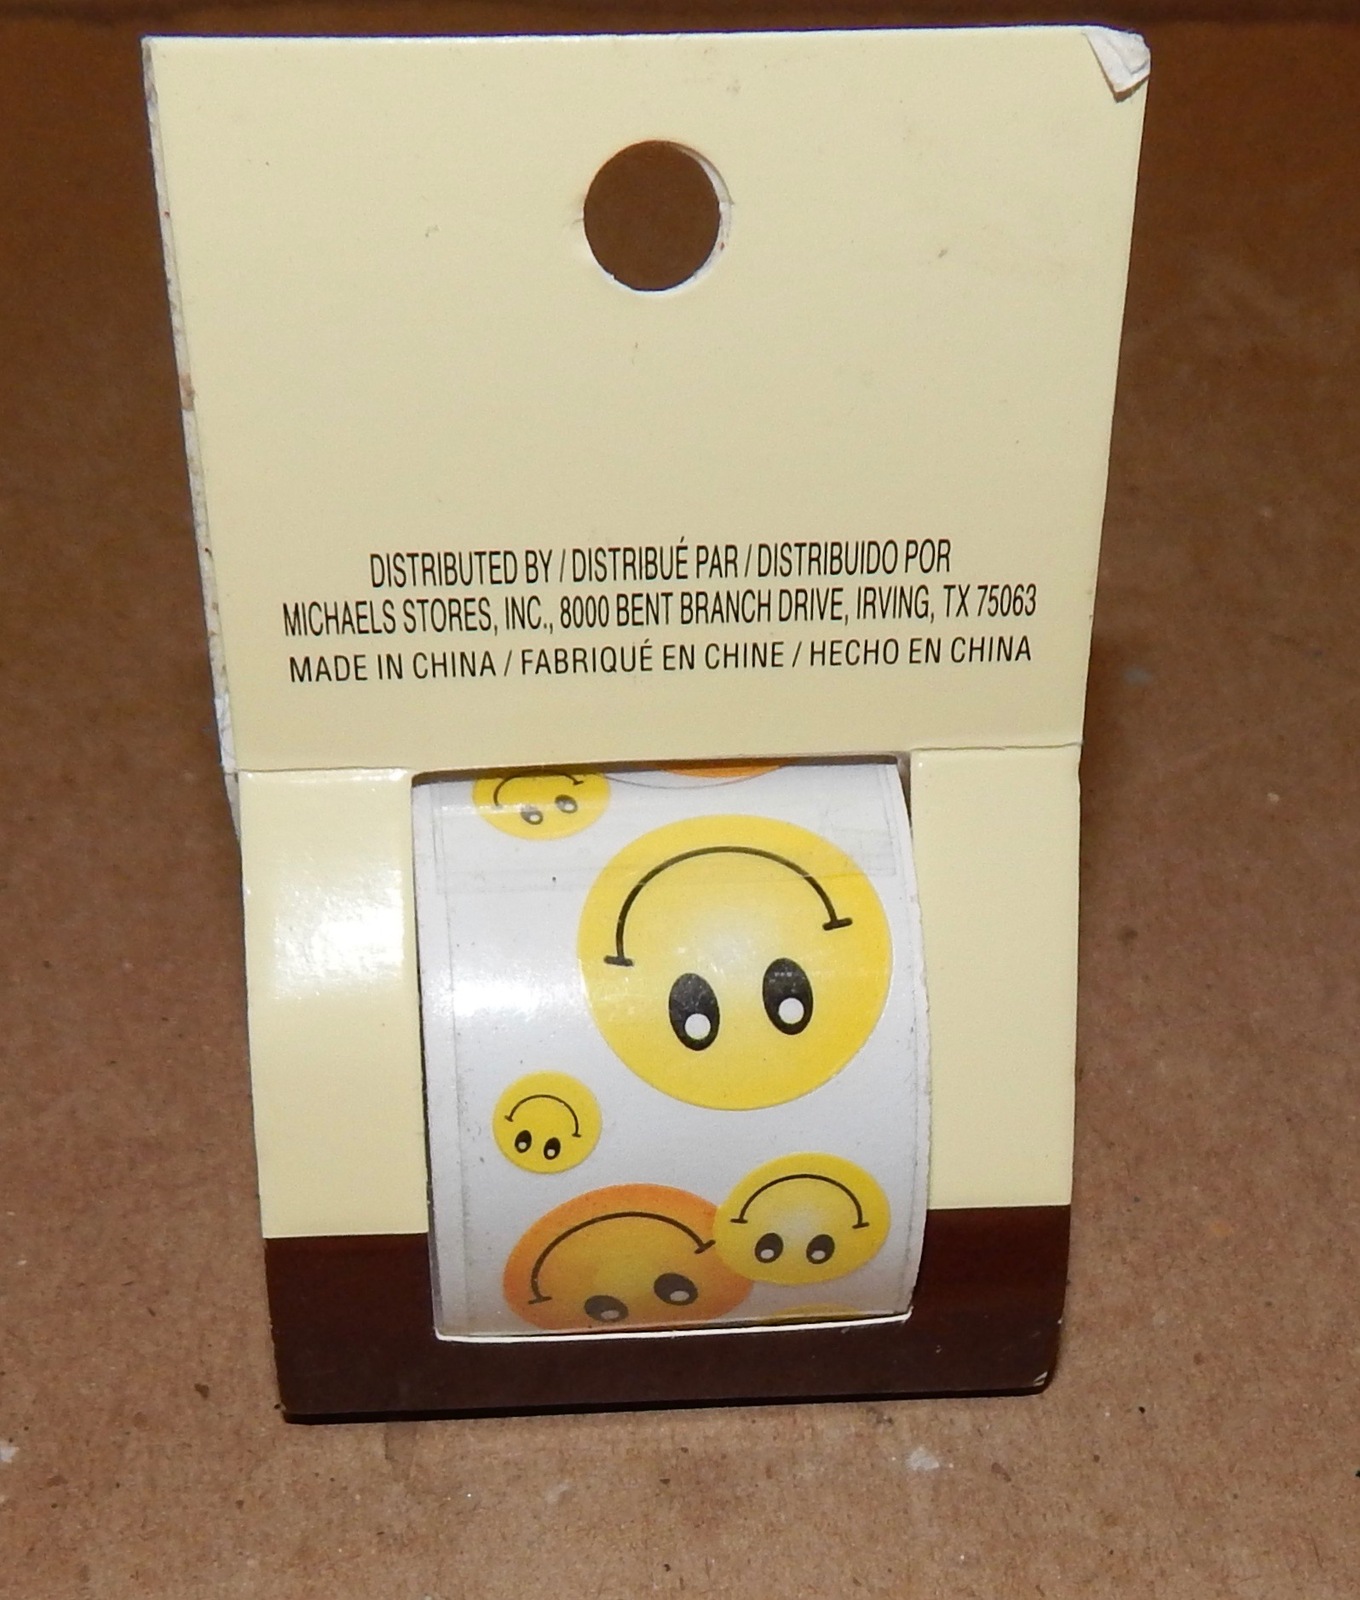 DISTRIBUTED BY / DISTRIBUÉ PAR / DISTRIBUIDO POR
MICHAELS STORES, INC., 8000 BENT BRANCH DRIVE, IRVING, TX 75063
MADE IN CHINA / FABRIQUÉ EN CHINE / HECHO EN CHINA